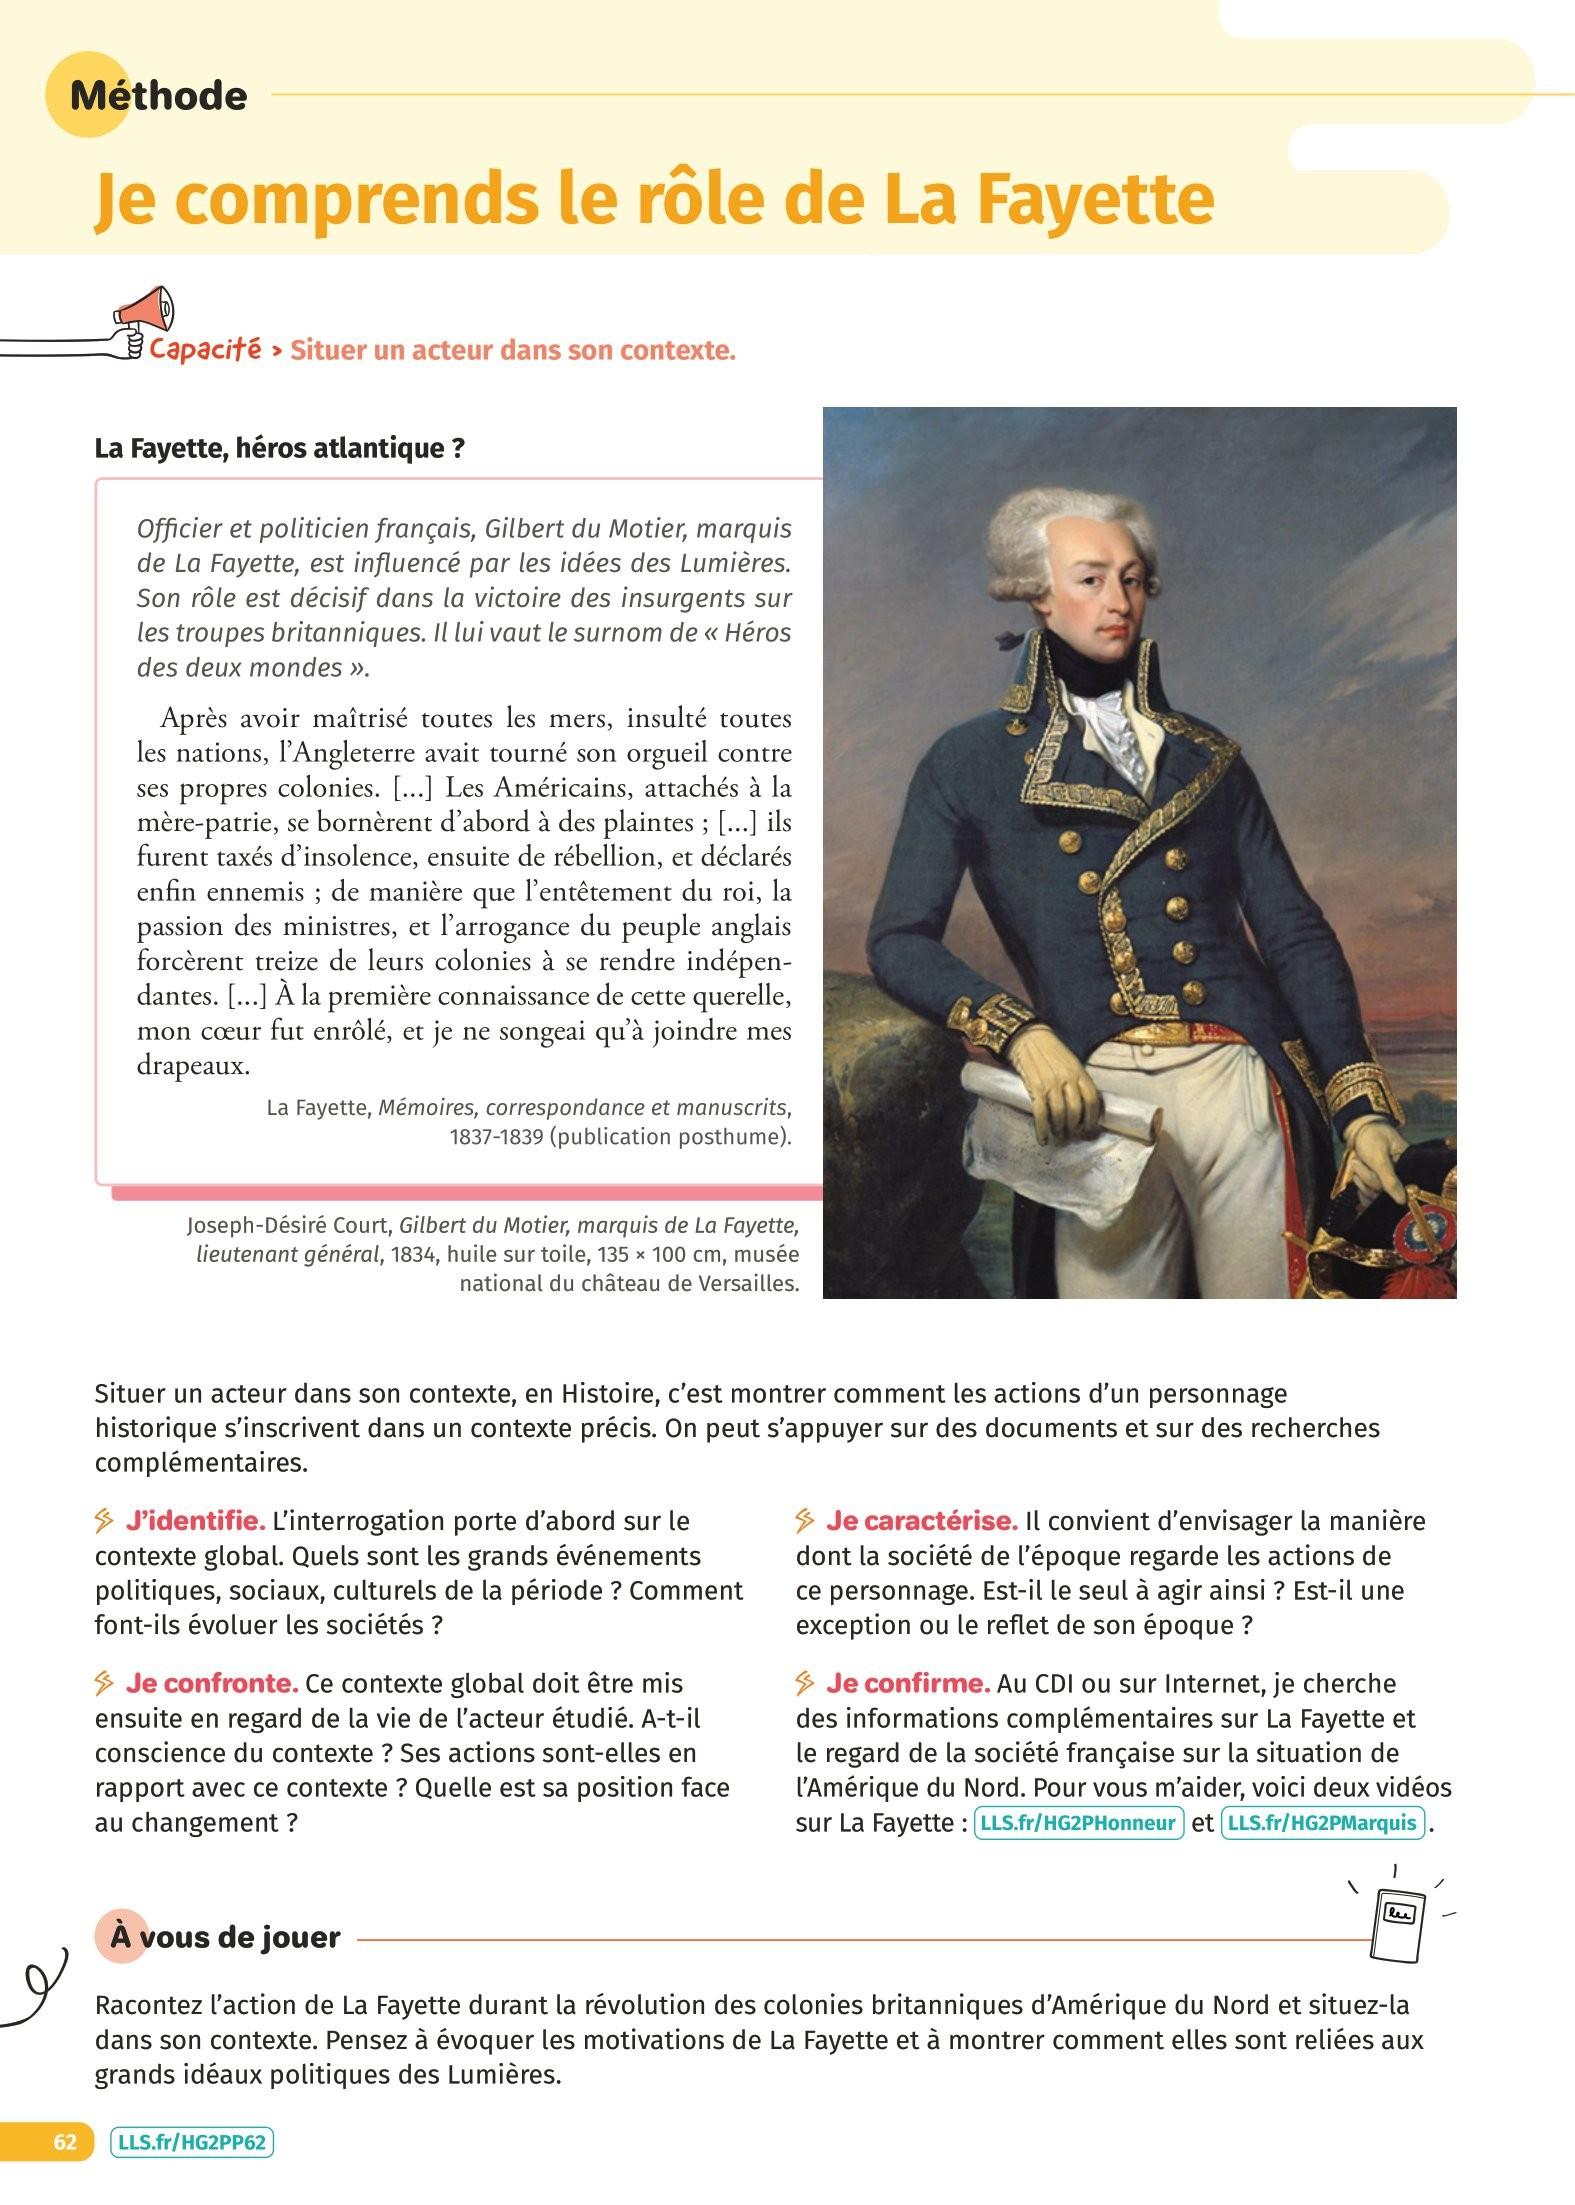 Méthode
Je comprends le rôle de La Fayette
Capacité > Situer un acteur dans son contexte.
La Fayette, héros atlantique ?
Officier et politicien français, Gilbert du Motier, marquis
de La Fayette, est influencé par les idées des Lumières.
Son rôle est décisif dans la victoire des insurgents sur
les troupes britanniques. Il lui vaut le surnom de « Héros
des deux mondes ».
Après avoir maîtrisé toutes les mers, insulté toutes
les nations, l'Angleterre avait tourné son orgueil contre
ses propres colonies. [...] Les Américains, attachés à la
mère-patrie, se bornèrent d'abord à des plaintes ; [...] ils
furent taxés d'insolence, ensuite de rébellion, et déclarés
enfin ennemis ; de manière que l'entêtement du roi, la
passion des ministres, et l'arrogance du peuple anglais
forcèrent treize de leurs colonies à se rendre indépen-
dantes. [...] À la première connaissance de cette querelle,
mon cœur fut enrôlé, et je ne songeai qu'à joindre mes
drapeaux.
La Fayette, Mémoires, correspondance et manuscrits,
1837-1839 (publication posthume).
Joseph-Désiré Court, Gilbert du Motier, marquis de La Fayette,
lieutenant général, 1834, huile sur toile, 135 × 100 cm, musée
national du château de Versailles.
Situer un acteur dans son contexte, en Histoire, c'est montrer comment les actions d'un personnage
historique s'inscrivent dans un contexte précis. On peut s'appuyer sur des documents et sur des recherches
complémentaires.
J'identifie. L'interrogation porte d'abord sur le
contexte global. Quels sont les grands événements
politiques, sociaux, culturels de la période ? Comment
font-ils évoluer les sociétés ?
Je confronte. Ce contexte global doit être mis
ensuite en regard de la vie de l'acteur étudié. A-t-il
conscience du contexte ? Ses actions sont-elles en
rapport avec ce contexte ? Quelle est sa position face
au changement ?
Je caractérise. Il convient d'envisager la manière
dont la société de l'époque regarde les actions de
ce personnage. Est-il le seul à agir ainsi ? Est-il une
exception ou le reflet de son époque ?
Je confirme. Au CDI ou sur Internet, je cherche
des informations complémentaires sur La Fayette et
le regard de la société française sur la situation de
l'Amérique du Nord. Pour vous m'aider, voici deux vidéos
sur La Fayette : LLS.fr/HG2PHonneur et LLS.fr/HG2PMarquis .
À vous de jouer
Racontez l'action de La Fayette durant la révolution des colonies britanniques d'Amérique du Nord et situez-la
dans son contexte. Pensez à évoquer les motivations de La Fayette et à montrer comment elles sont reliées aux
grands idéaux politiques des Lumières.
62
LLS.fr/HG2PP62